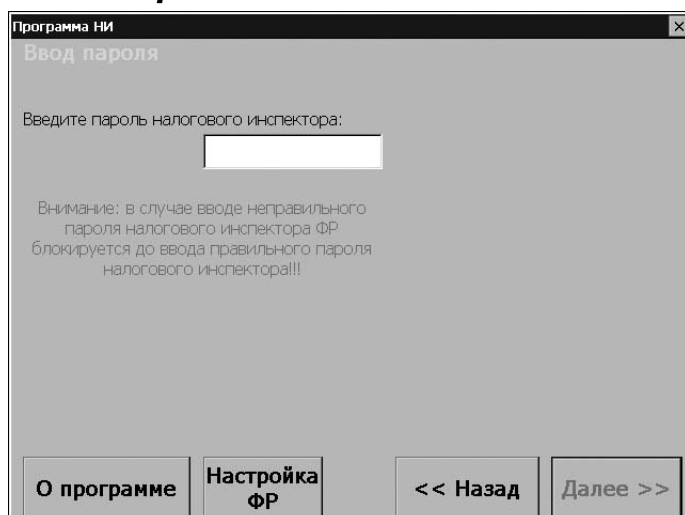 Программа НИ
Ввод пароля
Введите пароль налогового инспектора:
Внимание: в случае вводе неправильного
пароля налогового инспектора ФР
блокируется до ввода правильного пароля
налогового инспектора!!!
О программе
Настройка
ФР
<< Назад
Далее >>